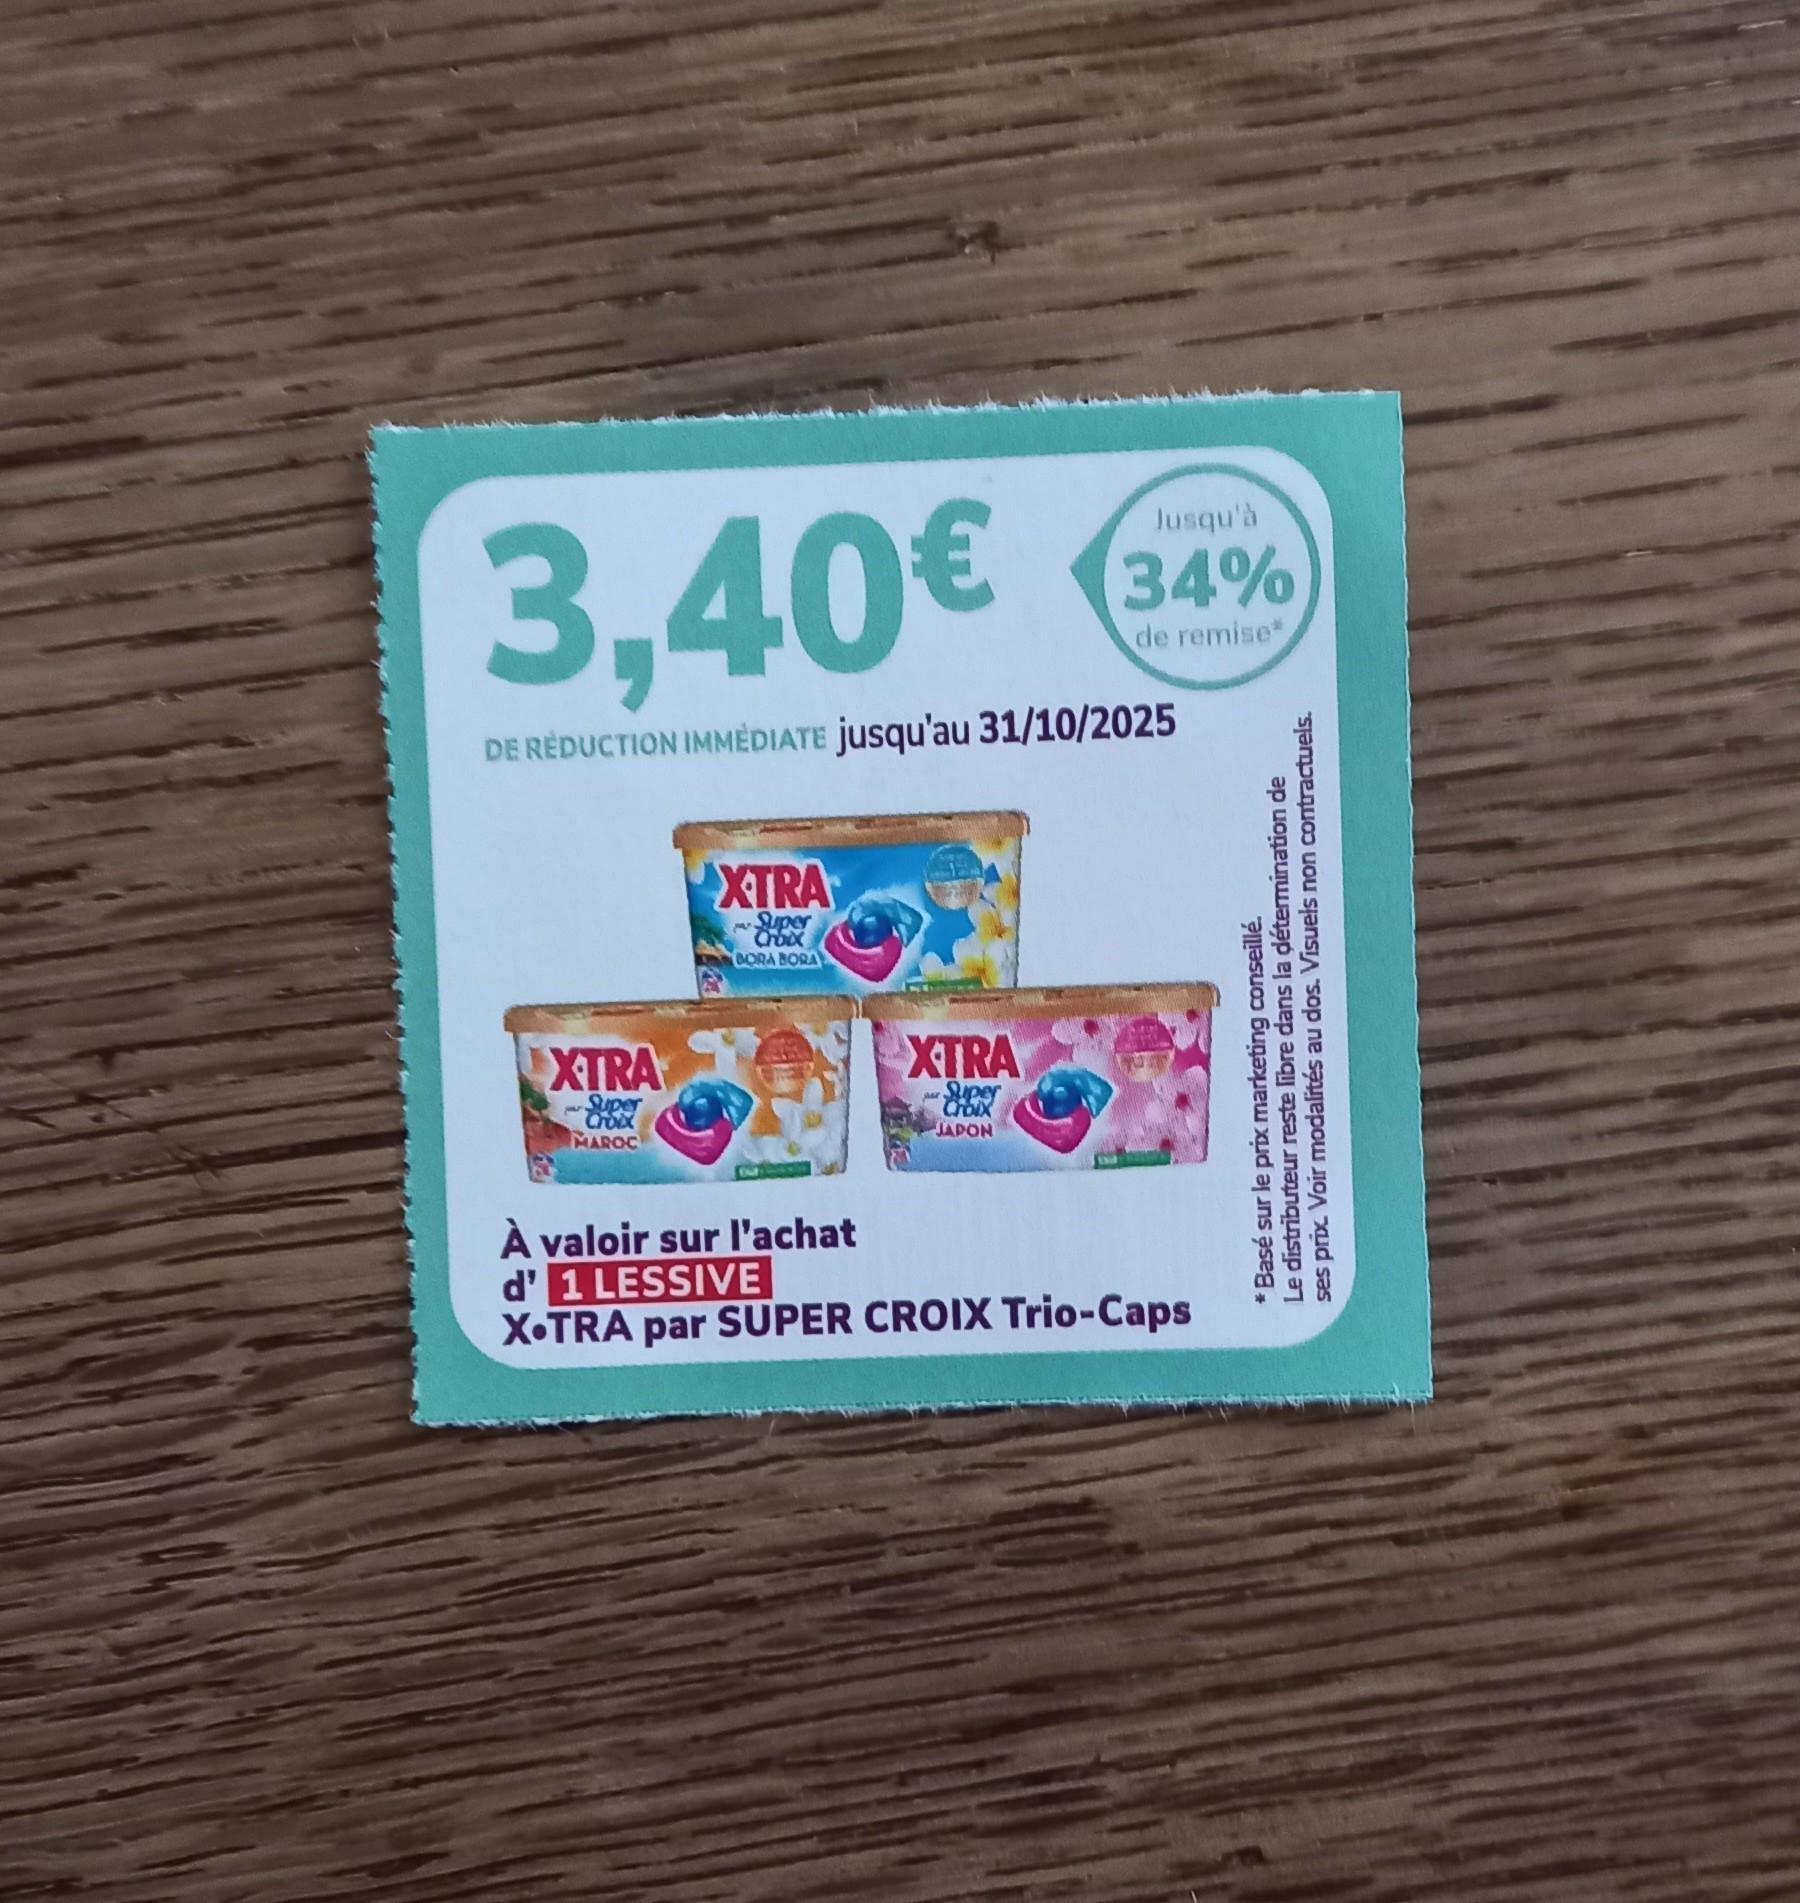 3,40€
Jusqu'à
34%
de remise*
DE RÉDUCTION IMMÉDIATE jusqu'au 31/10/2025
X•TRA
par Super
Croix
BORA BORA
X•TRA
par Super
Croix
MAROC
X•TRA
par Super
Croix
JAPON
À valoir sur l'achat
d' 1 LESSIVE
X•TRA par SUPER CROIX Trio-Caps
* Basé sur le prix marketing conseillé.
Le distributeur reste libre dans la détermination de
ses prix. Voir modalités au dos. Visuels non contractuels.